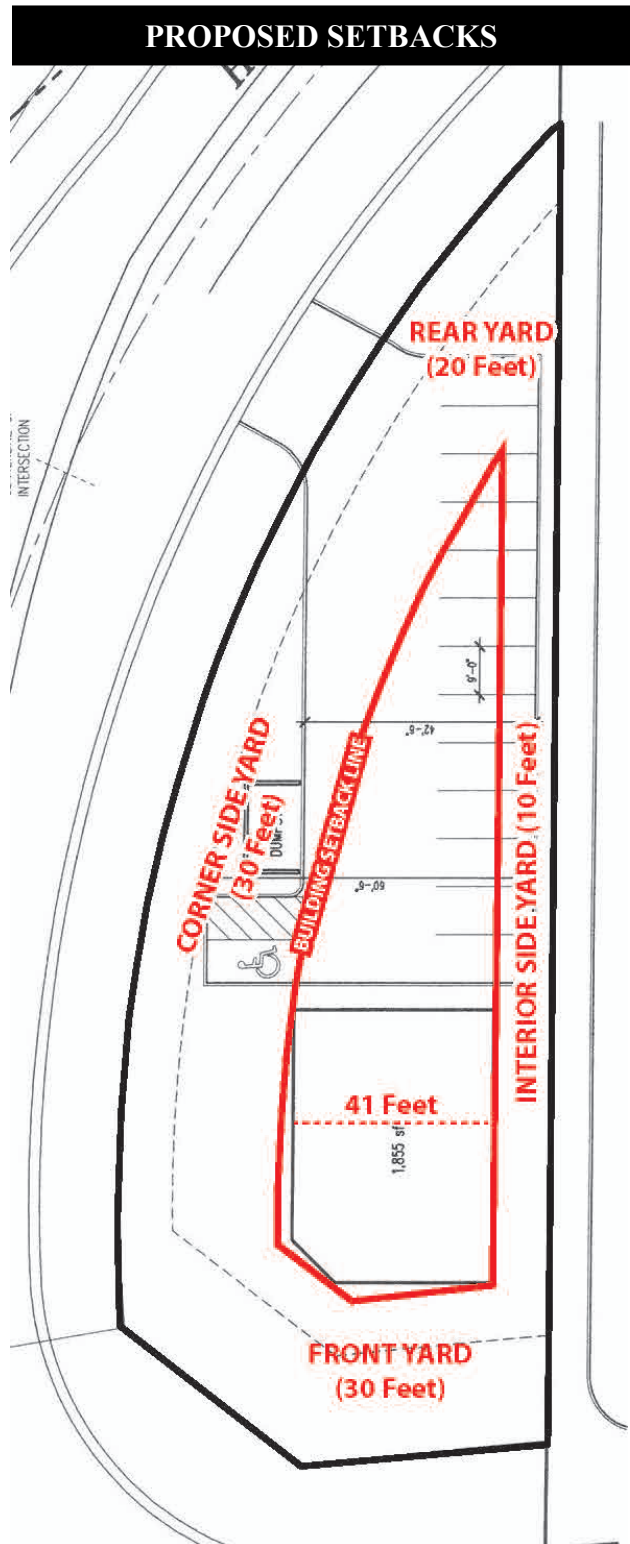 PROPOSED SETBACKS
INTERSECTION
REAR YARD
(20 Feet)
9'-0"
42'-6"
CORNER SIDE YARD
(30 Feet)
BUILDING SETBACK LINE
60'-6"
INTERIOR SIDE YARD (10 Feet)
41 Feet
1,855 sf
FRONT YARD
(30 Feet)